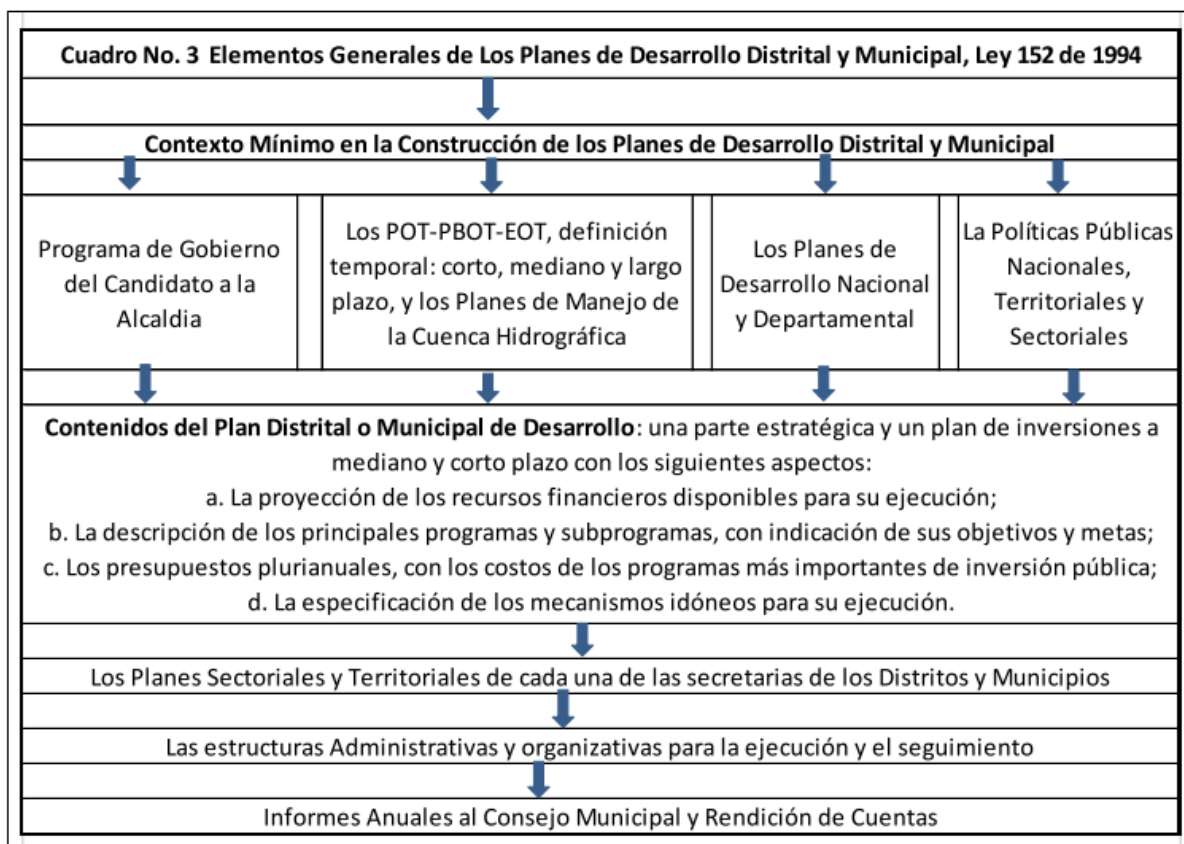 Cuadro No. 3 Elementos Generales de Los Planes de Desarrollo Distrital y Municipal, Ley 152 de 1994
Contexto Mínimo en la Construcción de los Planes de Desarrollo Distrital y Municipal
Programa de Gobierno
del Candidato a la
Alcaldia
Los POT-PBOT-EOT, definición
temporal: corto, mediano y largo
plazo, y los Planes de Manejo de
la Cuenca Hidrográfica
Los Planes de
Desarrollo Nacional
y Departamental
La Políticas Públicas
Nacionales,
Territoriales y
Sectoriales
Contenidos del Plan Distrital o Municipal de Desarrollo: una parte estratégica y un plan de inversiones a
mediano y corto plazo con los siguientes aspectos:
a. La proyección de los recursos financieros disponibles para su ejecución;
b. La descripción de los principales programas y subprogramas, con indicación de sus objetivos y metas;
c. Los presupuestos plurianuales, con los costos de los programas más importantes de inversión pública;
d. La especificación de los mecanismos idóneos para su ejecución.
Los Planes Sectoriales y Territoriales de cada una de las secretarias de los Distritos y Municipios
Las estructuras Administrativas y organizativas para la ejecución y el seguimiento
Informes Anuales al Consejo Municipal y Rendición de Cuentas